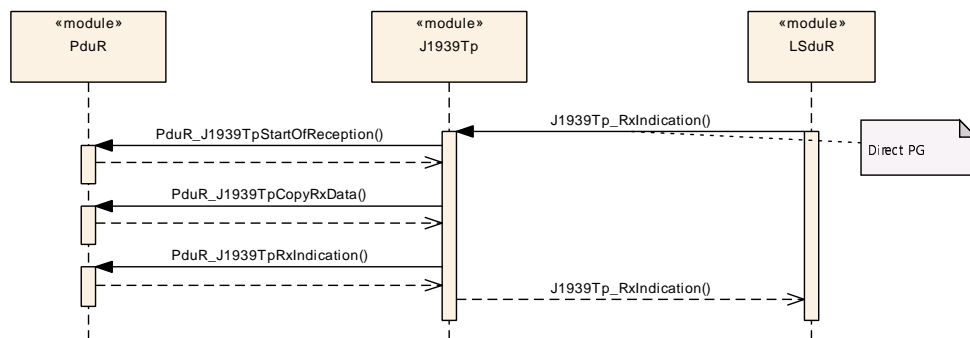 «module»
PduR
«module»
J1939Tp
«module»
LSduR
J1939Tp_RxIndication()
PduR_J1939TpStartOfReception()
Direct PG
PduR_J1939TpCopyRxData()
PduR_J1939TpRxIndication()
J1939Tp_RxIndication()